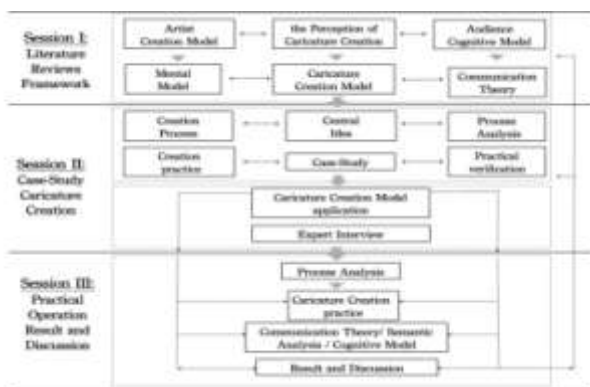 Session I:
Literature
Reviews
Framework
Artist
Creation Model
the Perception of
Caricature Creation
Audience
Cognitive Model
Mental
Model
Caricature
Creation Model
Communication
Theory
Session II:
Case-Study
Caricature
Creation
Creation
Process
Central
Idea
Process
Analysis
Creation
practice
Case-Study
Practical
verification
Caricature Creation Model
application
Expert Interview
Session III:
Practical
Operation
Result and
Discussion
Process Analysis
Caricature Creation
practice
Communication Theory/ Semantic
Analysis / Cognitive Model
Result and Discussion